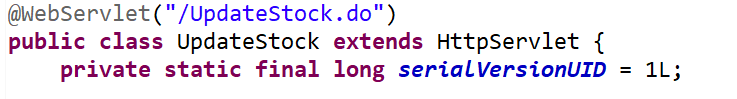 @WebServlet("/UpdateStock.do")
public class UpdateStock extends HttpServlet {
    private static final long serialVersionUID = 1L;